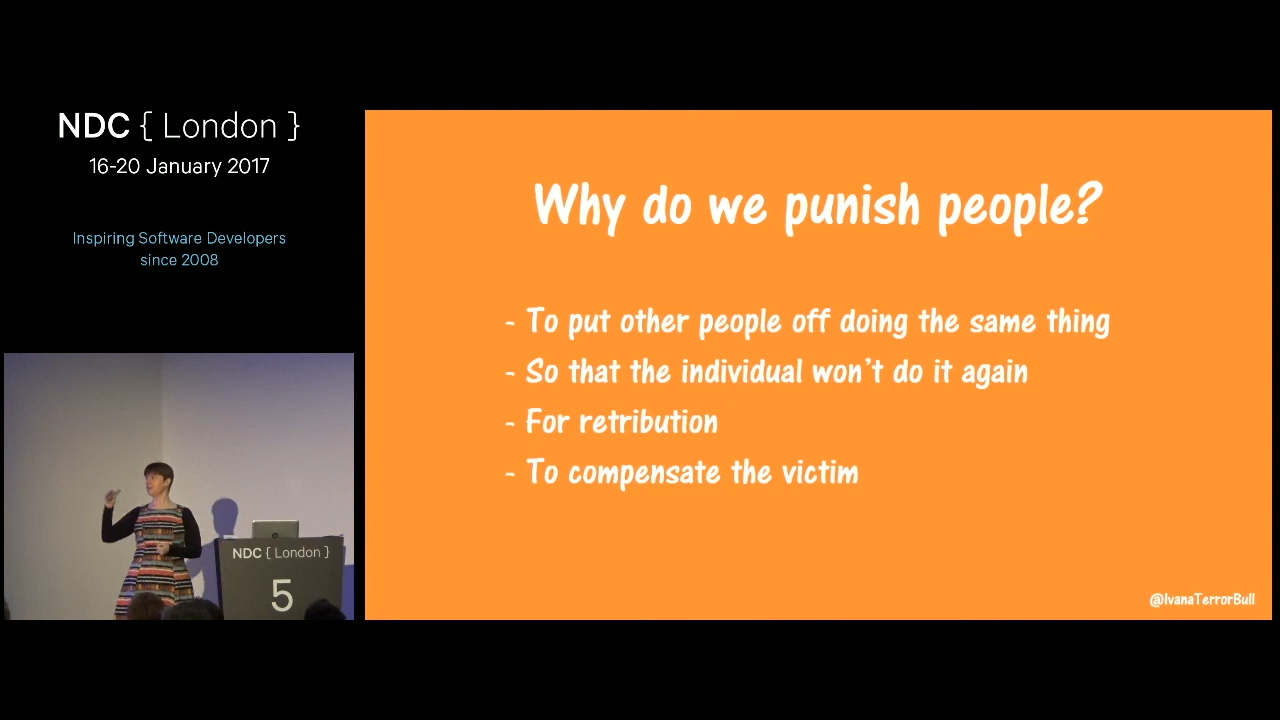 NDC { London }
16-20 January 2017
Inspiring Software Developers
since 2008
Why do we punish people?
- To put other people off doing the same thing
- So that the individual won't do it again
- For retribution
- To compensate the victim
@IvanaTerrorBull
NDC { London }
5